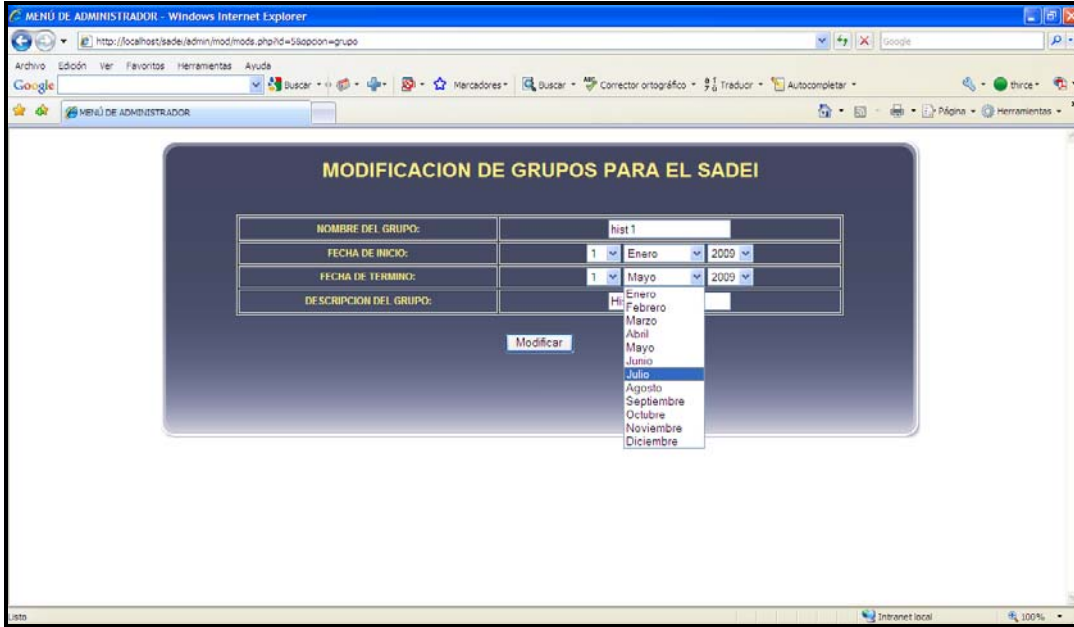 MENÚ DE ADMINISTRADOR - Windows Internet Explorer
http://localhost/sadei/admin/mod/mods.php?id=5&opcion=grupo
Google
Archivo Edición Ver Favoritos Herramientas Ayuda
Google Buscar Marcadores Buscar Corrector ortográfico Traducir Autocompletar thirce
MENÚ DE ADMINISTRADOR Página Herramientas
MODIFICACION DE GRUPOS PARA EL SADEI
NOMBRE DEL GRUPO: hist 1
FECHA DE INICIO: 1 Enero 2009
FECHA DE TERMINO: 1 Mayo 2009
DESCRIPCION DEL GRUPO:
Enero
Febrero
Marzo
Abril
Mayo
Junio
Julio
Agosto
Septiembre
Octubre
Noviembre
Diciembre
Modificar
Listo Intranet local 100%